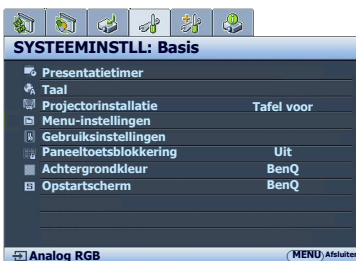 SYSTEEMINSTLL: Basis
Presentatietimer
Taal
Projectorinstallatie Tafel voor
Menu-instellingen
Gebruiksinstellingen
Paneeltoetsblokkering Uit
Achtergrondkleur BenQ
Opstartscherm BenQ
Analog RGB MENU Afsluiten